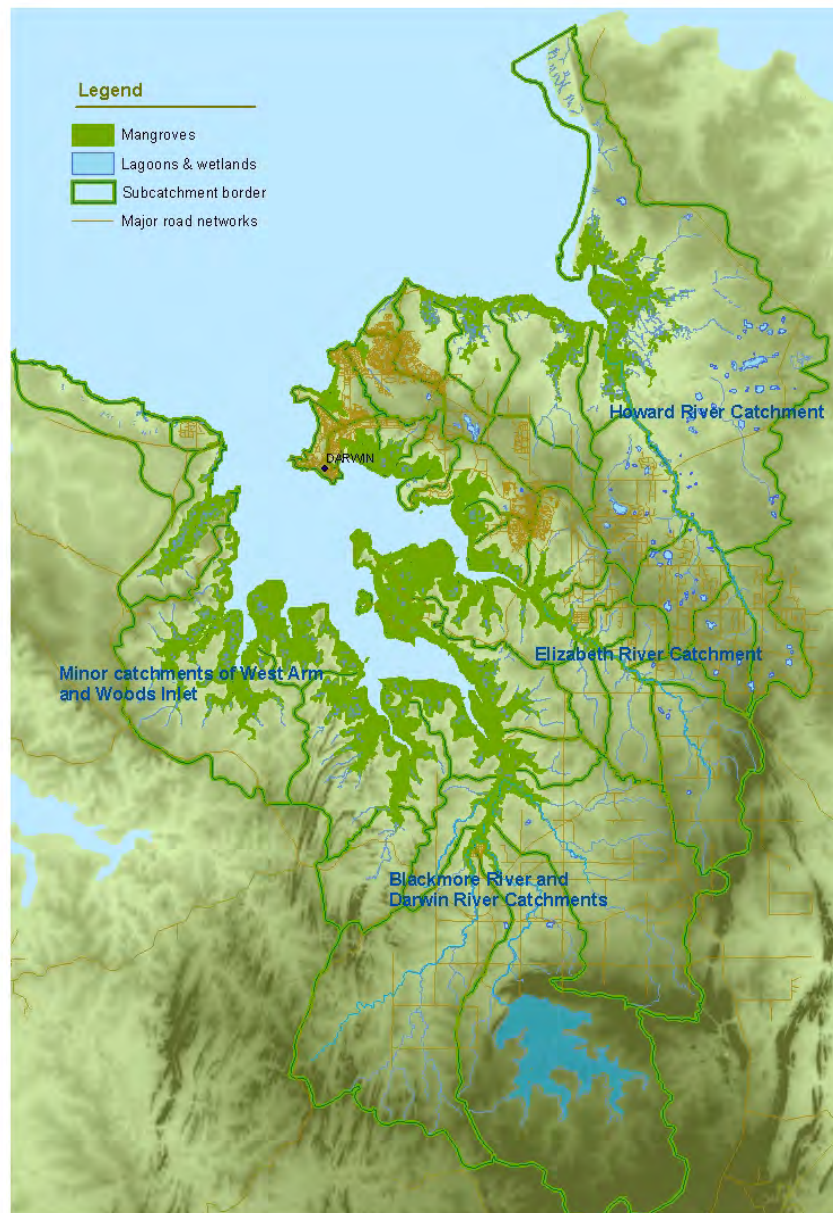 Legend
Mangroves
Lagoons & wetlands
Subcatchment border
Major road networks
Howard River Catchment
DARWIN
Elizabeth River Catchment
Minor catchments of West Arm
and Woods Inlet
Blackmore River and
Darwin River Catchments